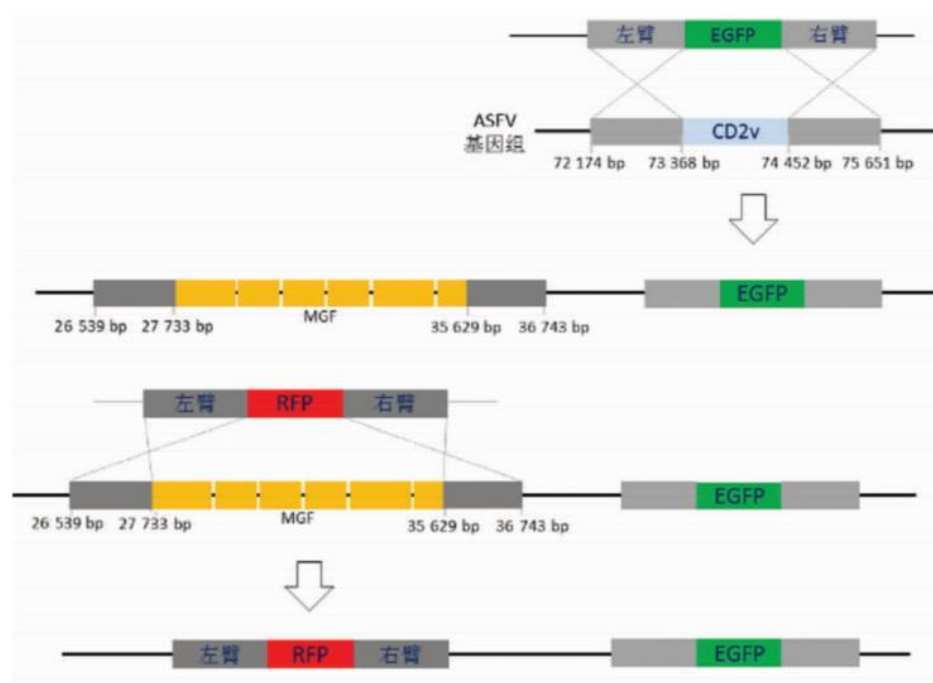 左臂 EGFP 右臂
ASFV
基因组
CD2v
72 174 bp 73 368 bp 74 452 bp 75 651 bp
EGFP
MGF
26 539 bp 27 733 bp 35 629 bp 36 743 bp
左臂 RFP 右臂
EGFP
MGF
26 539 bp 27 733 bp 35 629 bp 36 743 bp
左臂 RFP 右臂 EGFP